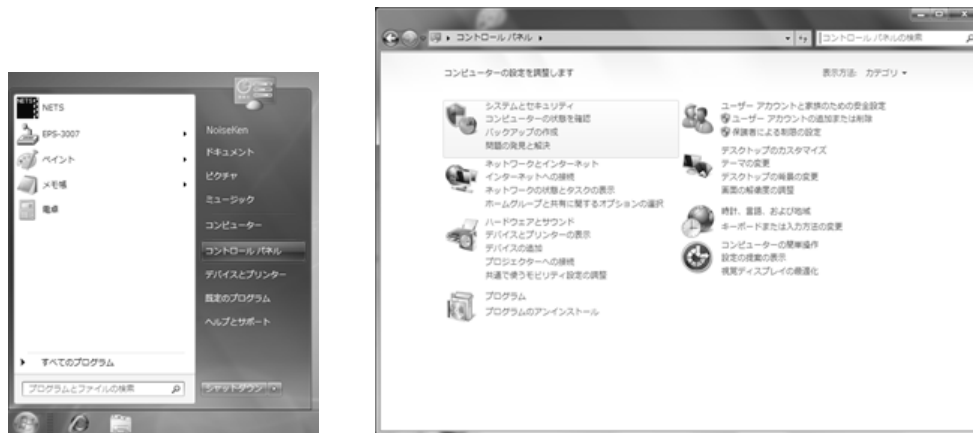 NETS
NETS
EPS-3007
ペイント
メモ帳
電卓
すべてのプログラム
プログラムとファイルの検索
NoiseKen
ドキュメント
ピクチャ
ミュージック
コンピューター
コントロール パネル
デバイスとプリンター
既定のプログラム
ヘルプとサポート
シャットダウン
コントロール パネル
コントロール パネルの検索
コンピューターの設定を調整します
表示方法: カテゴリ
システムとセキュリティ
コンピューターの状態を確認
バックアップの作成
問題の発見と解決
ネットワークとインターネット
インターネットへの接続
ネットワークの状態とタスクの表示
ホームグループと共有に関するオプションの選択
ハードウェアとサウンド
デバイスとプリンターの表示
デバイスの追加
プロジェクターへの接続
共通で使うモビリティ設定の調整
プログラム
プログラムのアンインストール
ユーザー アカウントと家族のための安全設定
ユーザー アカウントの追加または削除
保護者による制限の設定
デスクトップのカスタマイズ
テーマの変更
デスクトップの背景の変更
画面の解像度の調整
時計、言語、および地域
キーボードまたは入力方法の変更
コンピューターの簡単操作
設定の提案の表示
視覚ディスプレイの最適化